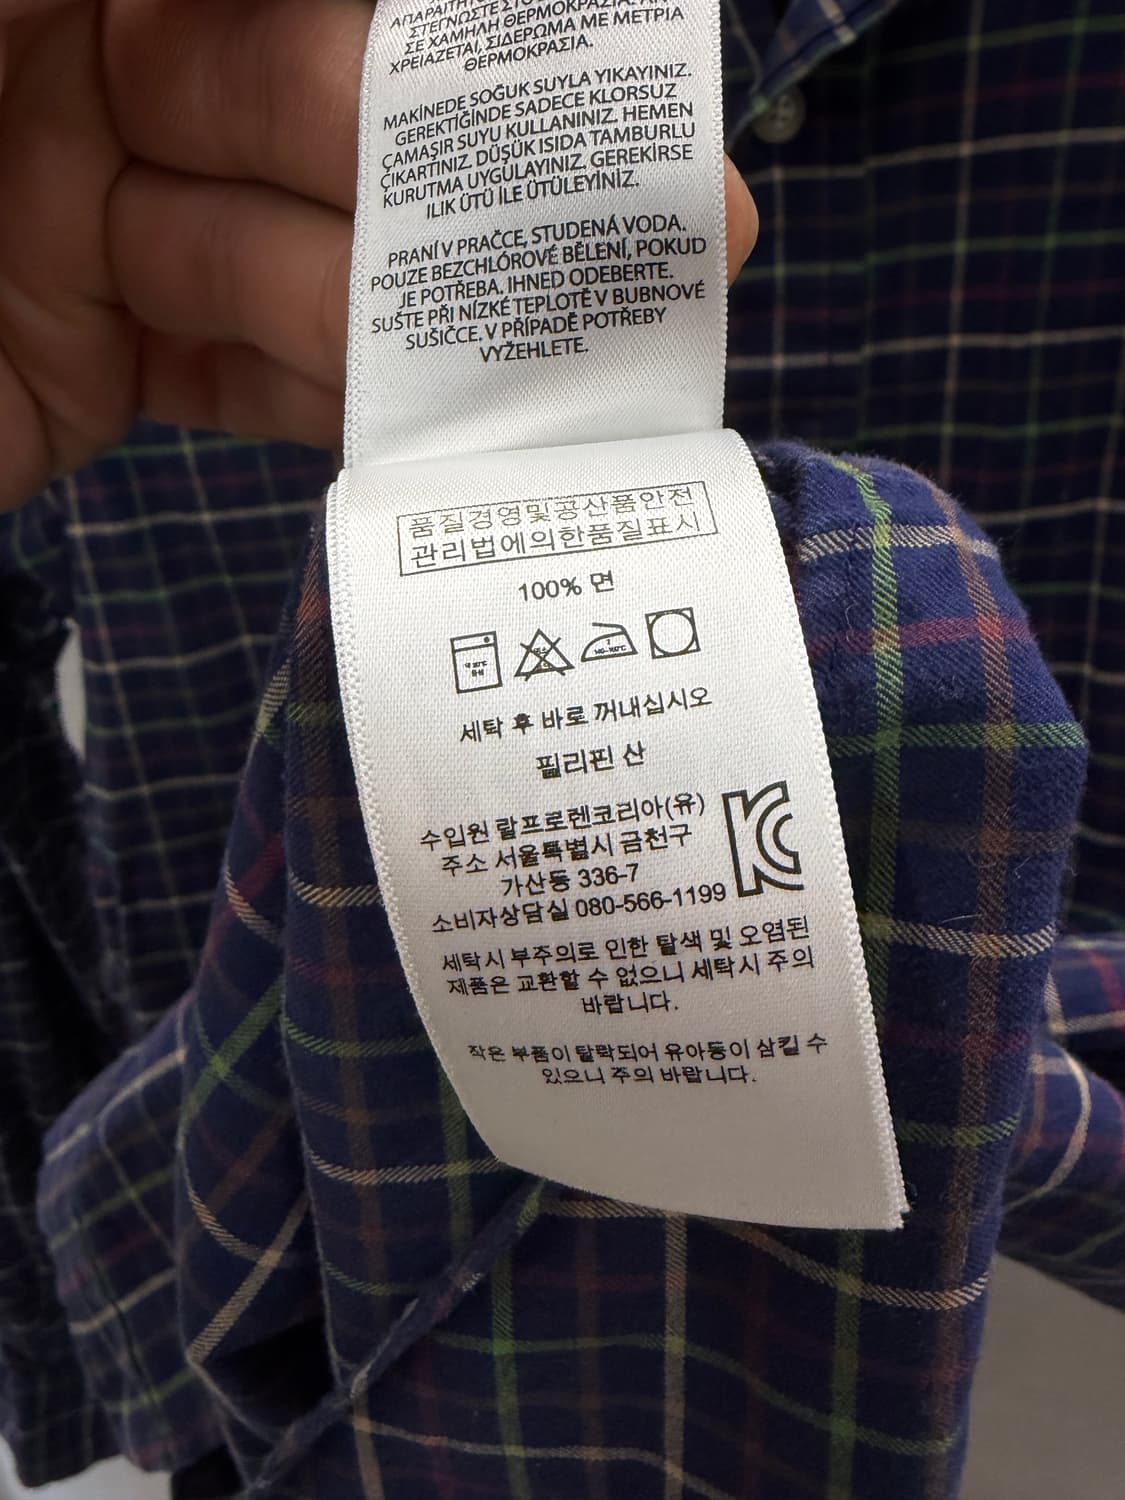 ΑΠΑΡΑΙΤΗΤΟ
ΣΤΕΓΝΩΣΤΕ ΣΤΟ
ΣΕ ΧΑΜΗΛΗ ΘΕΡΜΟΚΡΑΣΙΑ. ΑΝ
ΧΡΕΙΑΖΕΤΑΙ, ΣΙΔΕΡΩΜΑ ΜΕ ΜΕΤΡΙΑ
ΘΕΡΜΟΚΡΑΣΙΑ.
MAKİNEDE SOĞUK SUYLA YIKAYINIZ.
GEREKTİĞİNDE SADECE KLORSUZ
ÇAMAŞIR SUYU KULLANINIZ. HEMEN
ÇIKARTINIZ. DÜŞÜK ISIDA TAMBURLU
KURUTMA UYGULAYINIZ. GEREKİRSE
ILIK ÜTÜ İLE ÜTÜLEYİNİZ.
PRANÍ V PRAČCE, STUDENÁ VODA.
POUZE BEZCHLÓROVÉ BĚLENÍ, POKUD
JE POTŘEBA. IHNED ODEBERTE.
SUŠTE PŘI NÍZKÉ TEPLOTĚ V BUBNOVÉ
SUŠIČCE. V PŘÍPADĚ POTŘEBY
VYŽEHLETE.
품질경영및공산품안전
관리법에의한품질표시
100% 면
세탁 후 바로 꺼내십시오
필리핀 산
수입원 랄프로렌코리아(유)
주소 서울특별시 금천구
가산동 336-7
소비자상담실 080-566-1199
세탁시 부주의로 인한 탈색 및 오염된
제품은 교환할 수 없으니 세탁시 주의
바랍니다.
작은 부품이 탈락되어 유아등이 삼킬 수
있으니 주의 바랍니다.